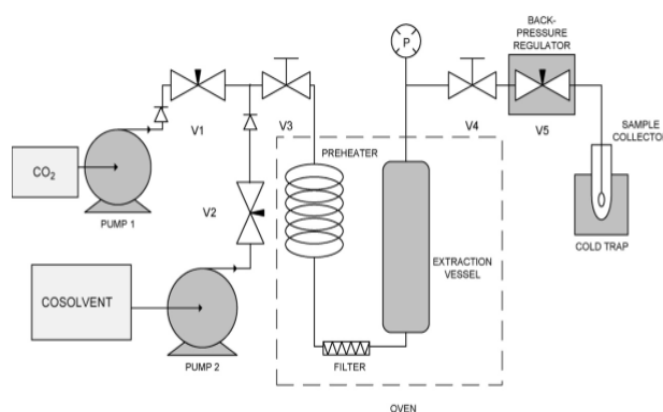 BACK-
PRESSURE
REGULATOR
P
V1
V3
V4
V5
SAMPLE
COLLECTOR
PREHEATER
CO2
PUMP 1
V2
COLD TRAP
EXTRACTION
VESSEL
COSOLVENT
PUMP 2
FILTER
OVEN